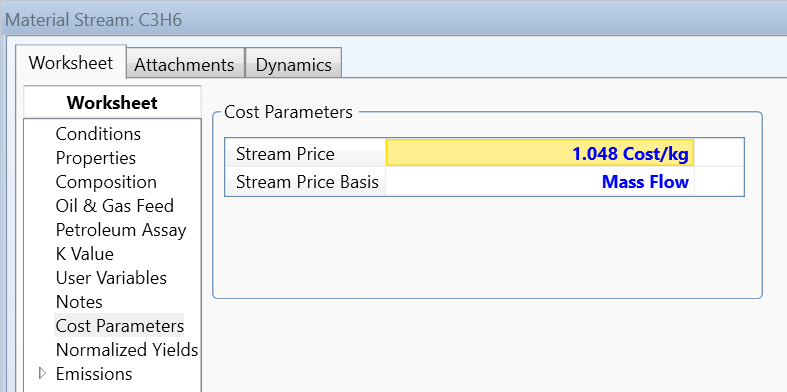 Material Stream: C3H6
Worksheet Attachments Dynamics
Worksheet
Conditions
Properties
Composition
Oil & Gas Feed
Petroleum Assay
K Value
User Variables
Notes
Cost Parameters
Normalized Yields
Emissions
Cost Parameters
Stream Price 1.048 Cost/kg
Stream Price Basis Mass Flow